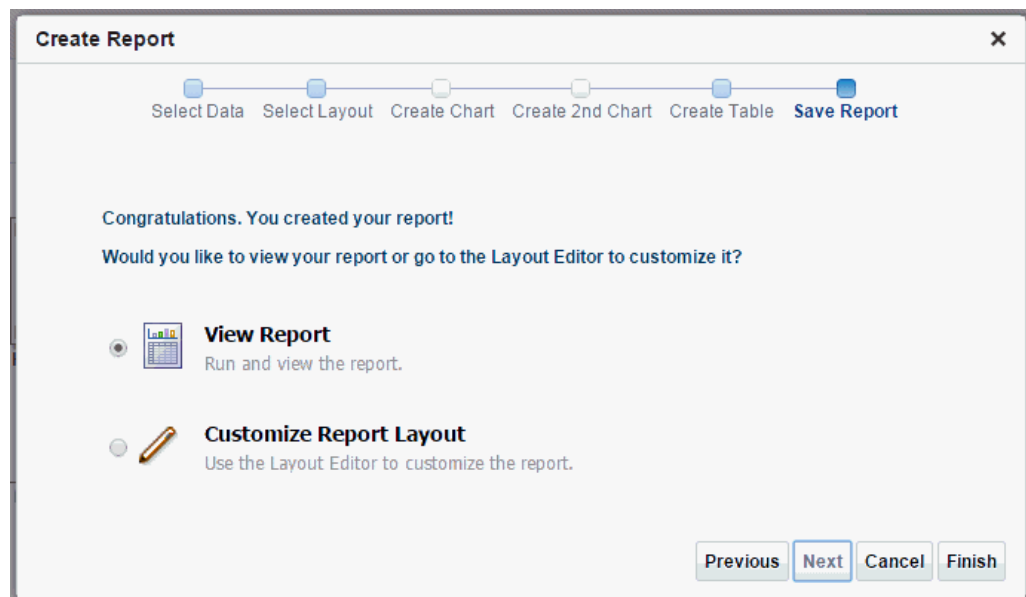 Create Report
Select Data Select Layout Create Chart Create 2nd Chart Create Table Save Report
Congratulations. You created your report!
Would you like to view your report or go to the Layout Editor to customize it?
View Report
Run and view the report.
Customize Report Layout
Use the Layout Editor to customize the report.
Previous Next Cancel Finish